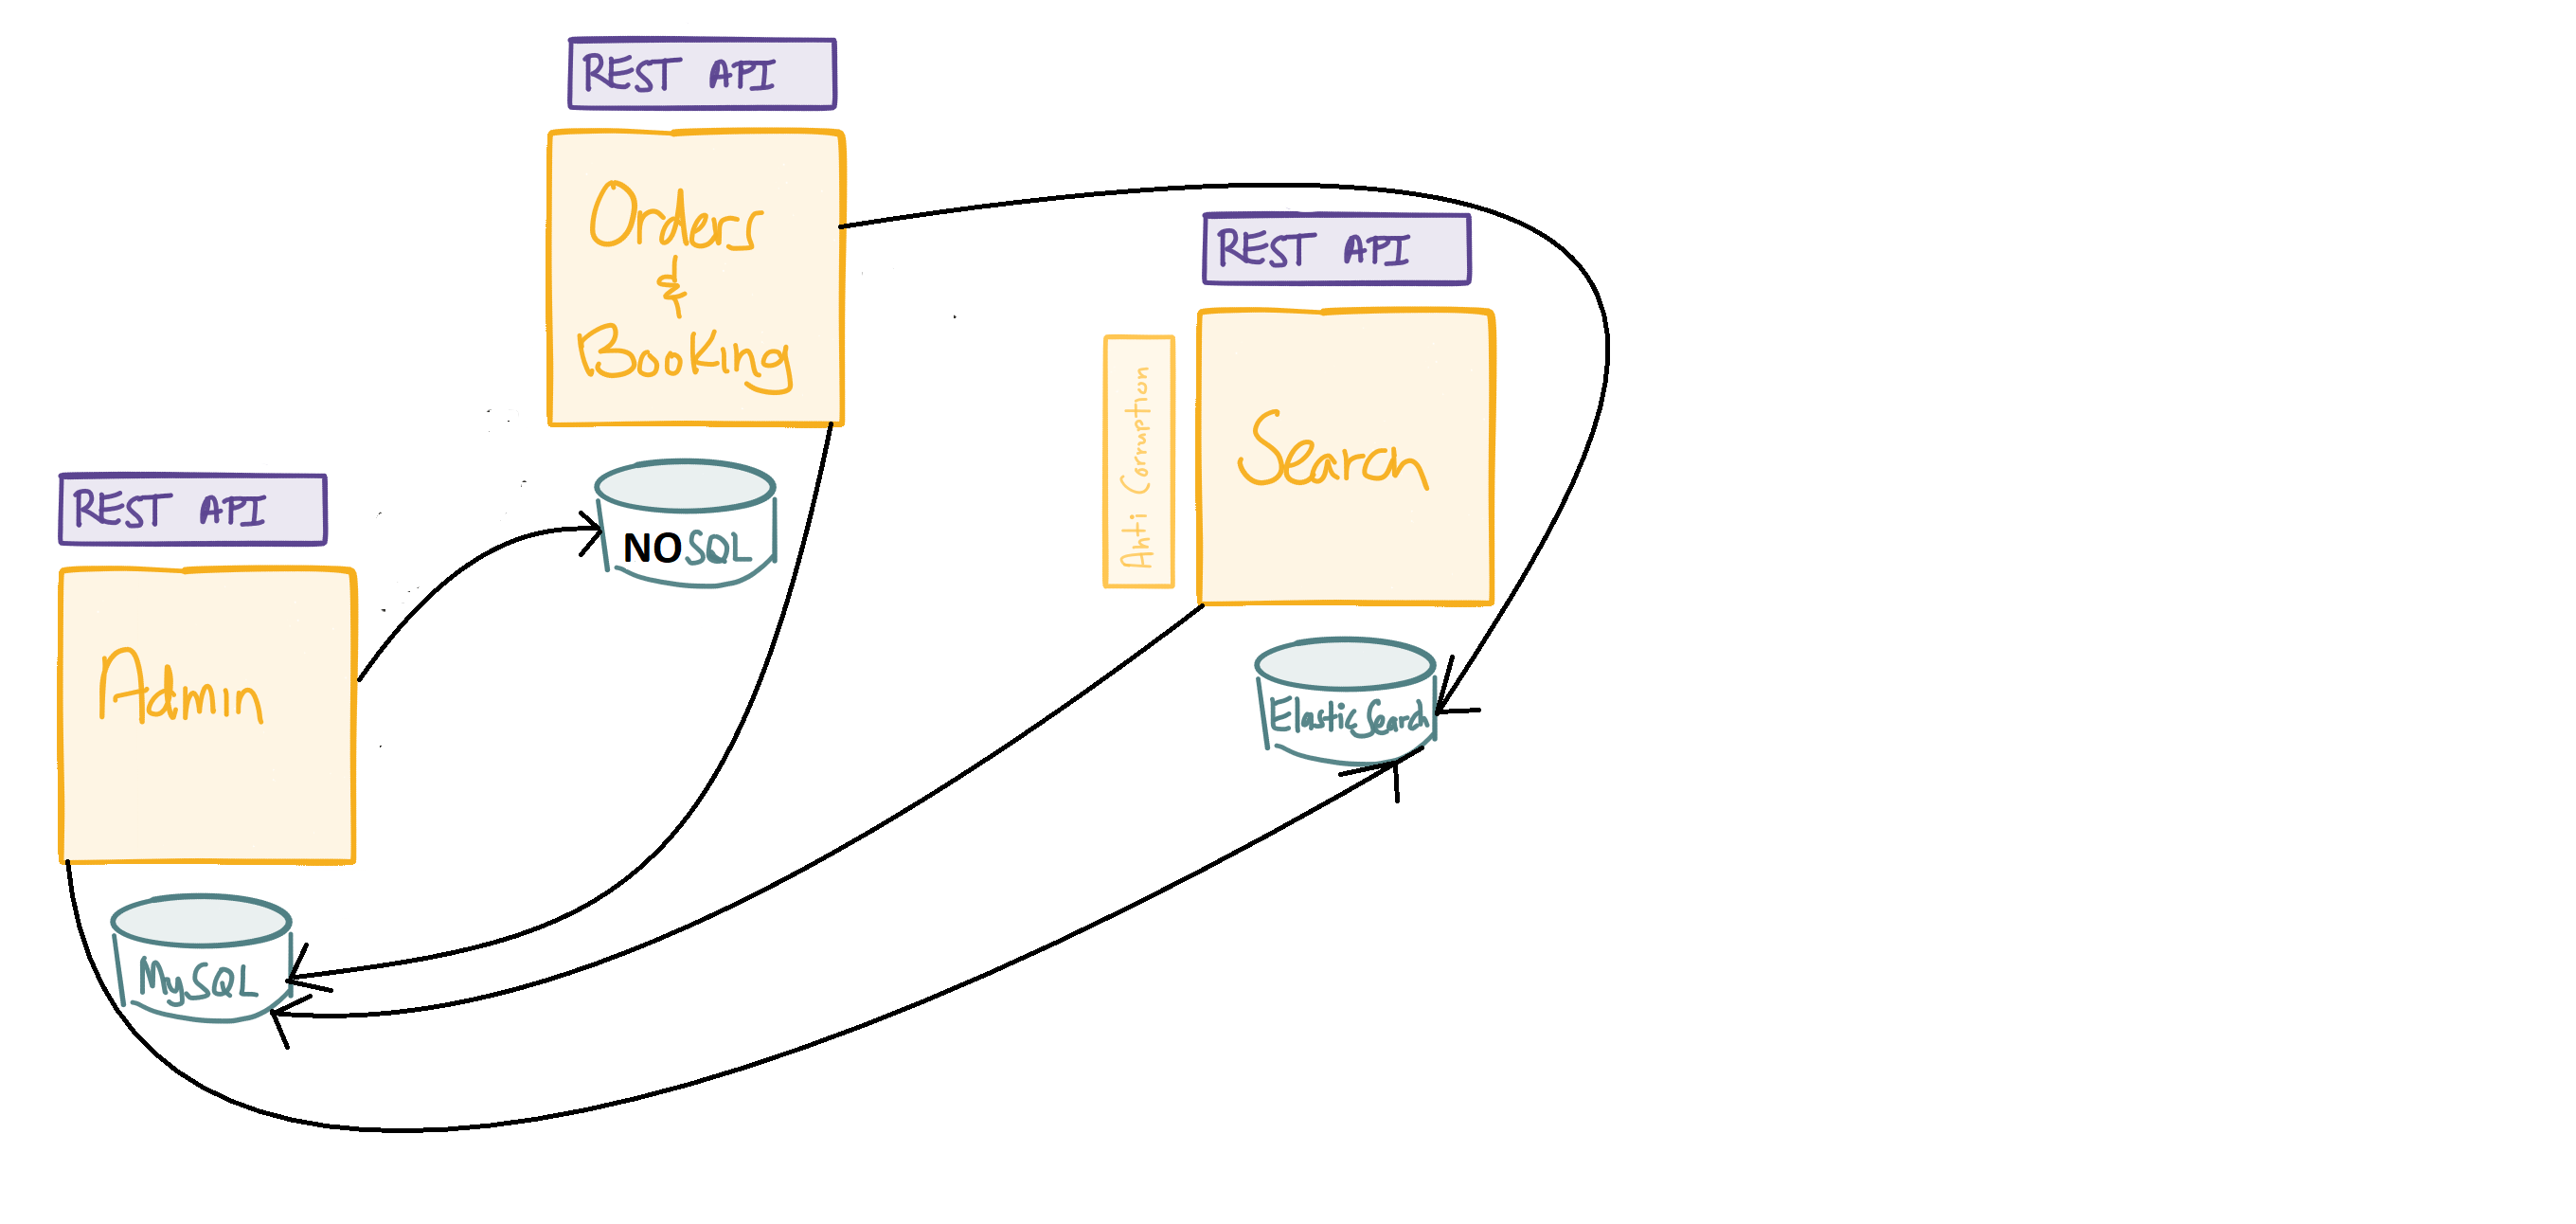 REST API
Orders
&
Booking
NOSQL
REST API
Anti Corruption
Search
ElasticSearch
REST API
Admin
MySQL